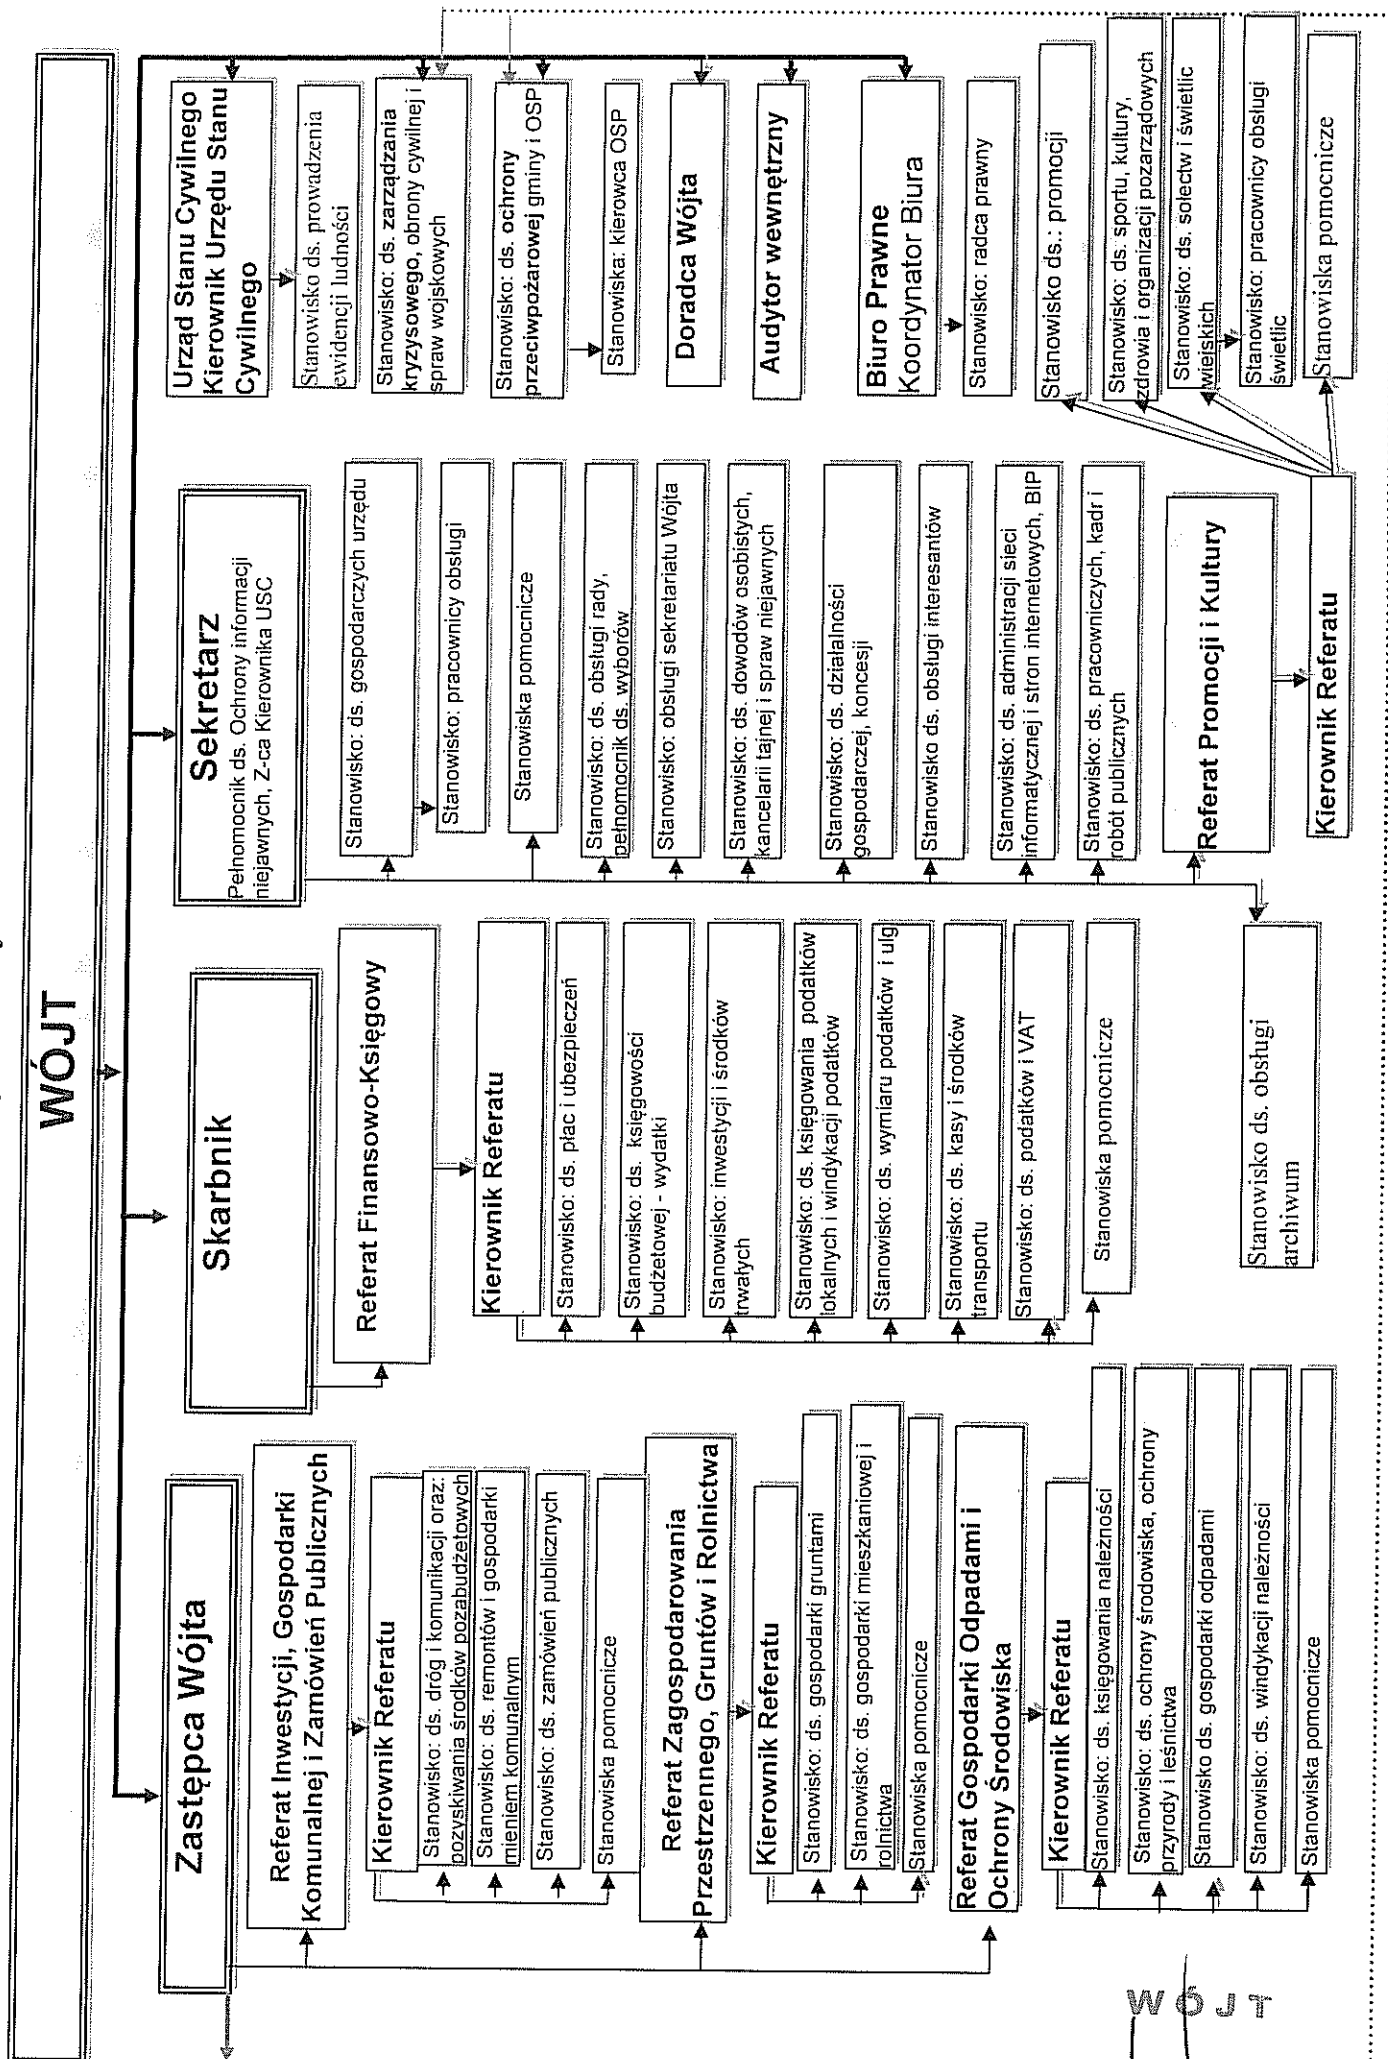 WÓJT
Zastępca Wójta
Referat Inwestycji, Gospodarki
Komunalnej i Zamówień Publicznych
Kierownik Referatu
Stanowisko: ds. dróg i komunikacji oraz:
pozyskiwania środków pozabudżetowych
Stanowisko: ds. remontów i gospodarki
mieniem komunalnym
Stanowisko: ds. zamówień publicznych
Stanowiska pomocnicze
Referat Zagospodarowania
Przestrzennego, Gruntów i Rolnictwa
Kierownik Referatu
Stanowisko: ds. gospodarki gruntami
Stanowisko: ds. gospodarki mieszkaniowej i
rolnictwa
Stanowiska pomocnicze
Referat Gospodarki Odpadami i
Ochrony Środowiska
Kierownik Referatu
Stanowisko: ds. księgowania należności
Stanowisko: ds. ochrony środowiska, ochrony
przyrody i leśnictwa
Stanowisko ds. gospodarki odpadami
Stanowisko: ds. windykacji należności
Stanowiska pomocnicze
Skarbnik
Referat Finansowo-Księgowy
Kierownik Referatu
Stanowisko: ds. płac i ubezpieczeń
Stanowisko: ds. księgowości
budżetowej - wydatki
Stanowisko: inwestycji i środków
trwałych
Stanowisko: ds. księgowania podatków
lokalnych i windykacji podatków
Stanowisko: ds. wymiaru podatków i ulg
Stanowisko: ds. kasy i środków
transportu
Stanowisko: ds. podatków i VAT
Stanowiska pomocnicze
Sekretarz
Pełnomocnik ds. Ochrony informacji
niejawnych, Z-ca Kierownika USC
Stanowisko: ds. gospodarczych urzędu
Stanowisko: pracownicy obsługi
Stanowiska pomocnicze
Stanowisko: ds. obsługi rady,
pełnomocnik ds. wyborów
Stanowisko: obsługi sekretariatu Wójta
Stanowisko: ds. dowodów osobistych,
kancelarii tajnej i spraw niejawnych
Stanowisko: ds. działalności
gospodarczej, koncesji
Stanowisko ds. obsługi interesantów
Stanowisko: ds. administracji sieci
informatycznej i stron internetowych, BIP
Stanowisko: ds. pracowniczych, kadr i
robot publicznych
Referat Promocji i Kultury
Kierownik Referatu
Stanowisko ds. obsługi
archiwum
Urząd Stanu Cywilnego
Kierownik Urzędu Stanu
Cywilnego
Stanowisko ds. prowadzenia
ewidencji ludności
Stanowisko: ds. zarządzania
kryzysowego, obrony cywilnej i
spraw wojskowych
Stanowisko: ds. ochrony
przeciwpożarowej gminy i OSP
Stanowiska: kierowca OSP
Doradca Wójta
Audytor wewnętrzny
Biuro Prawne
Koordynator Biura
Stanowisko: radca prawny
Stanowisko ds.: promocji
Stanowisko: ds. sportu, kultury,
zdrowia i organizacji pozarządowych
Stanowisko: ds. sołectw i świetlic
wiejskich
Stanowisko: pracownicy obsługi
świetlic
Stanowiska pomocnicze
WÓJT